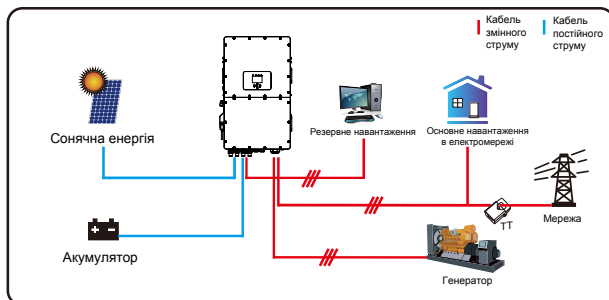 Кабель
змінного
струму
Кабель
постійного
струму
Сонячна енергія
Резервне навантаження
Основне навантаження
в електромережі
ТТ
Мережа
Акумулятор
Генератор